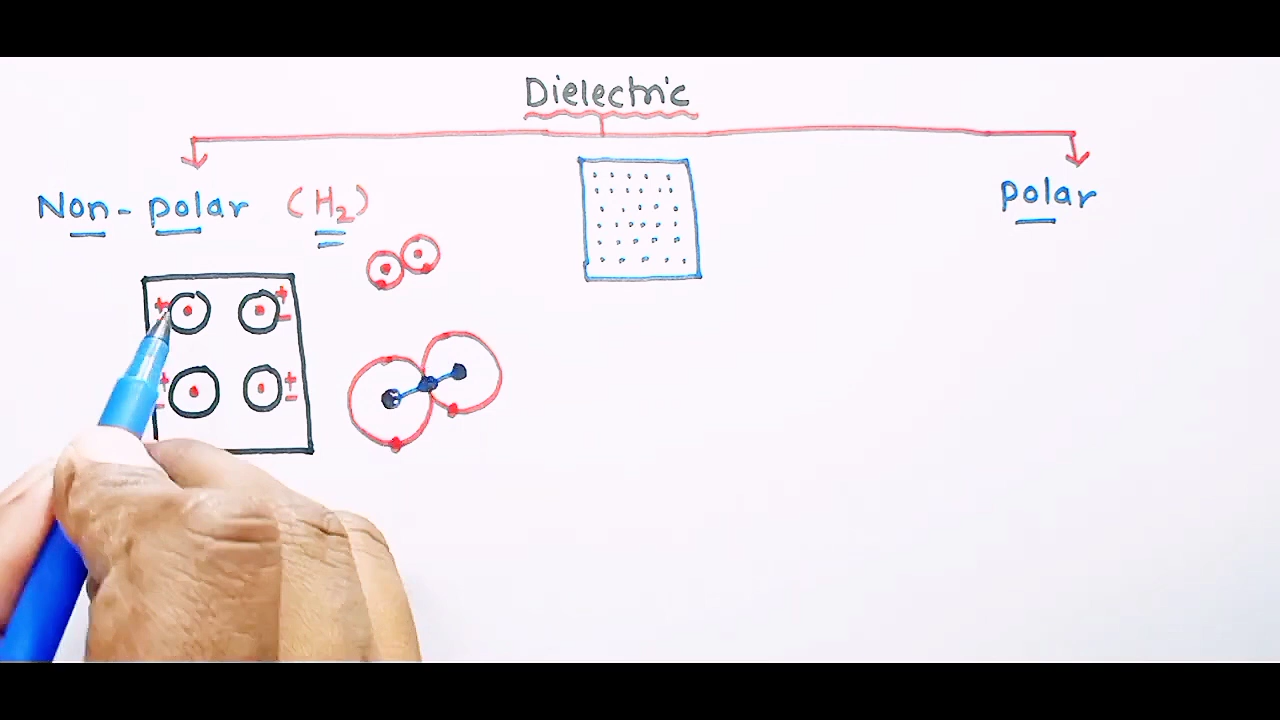 Dielectric
Non-polar (H2)
polar
+ +
-
+ +
- -